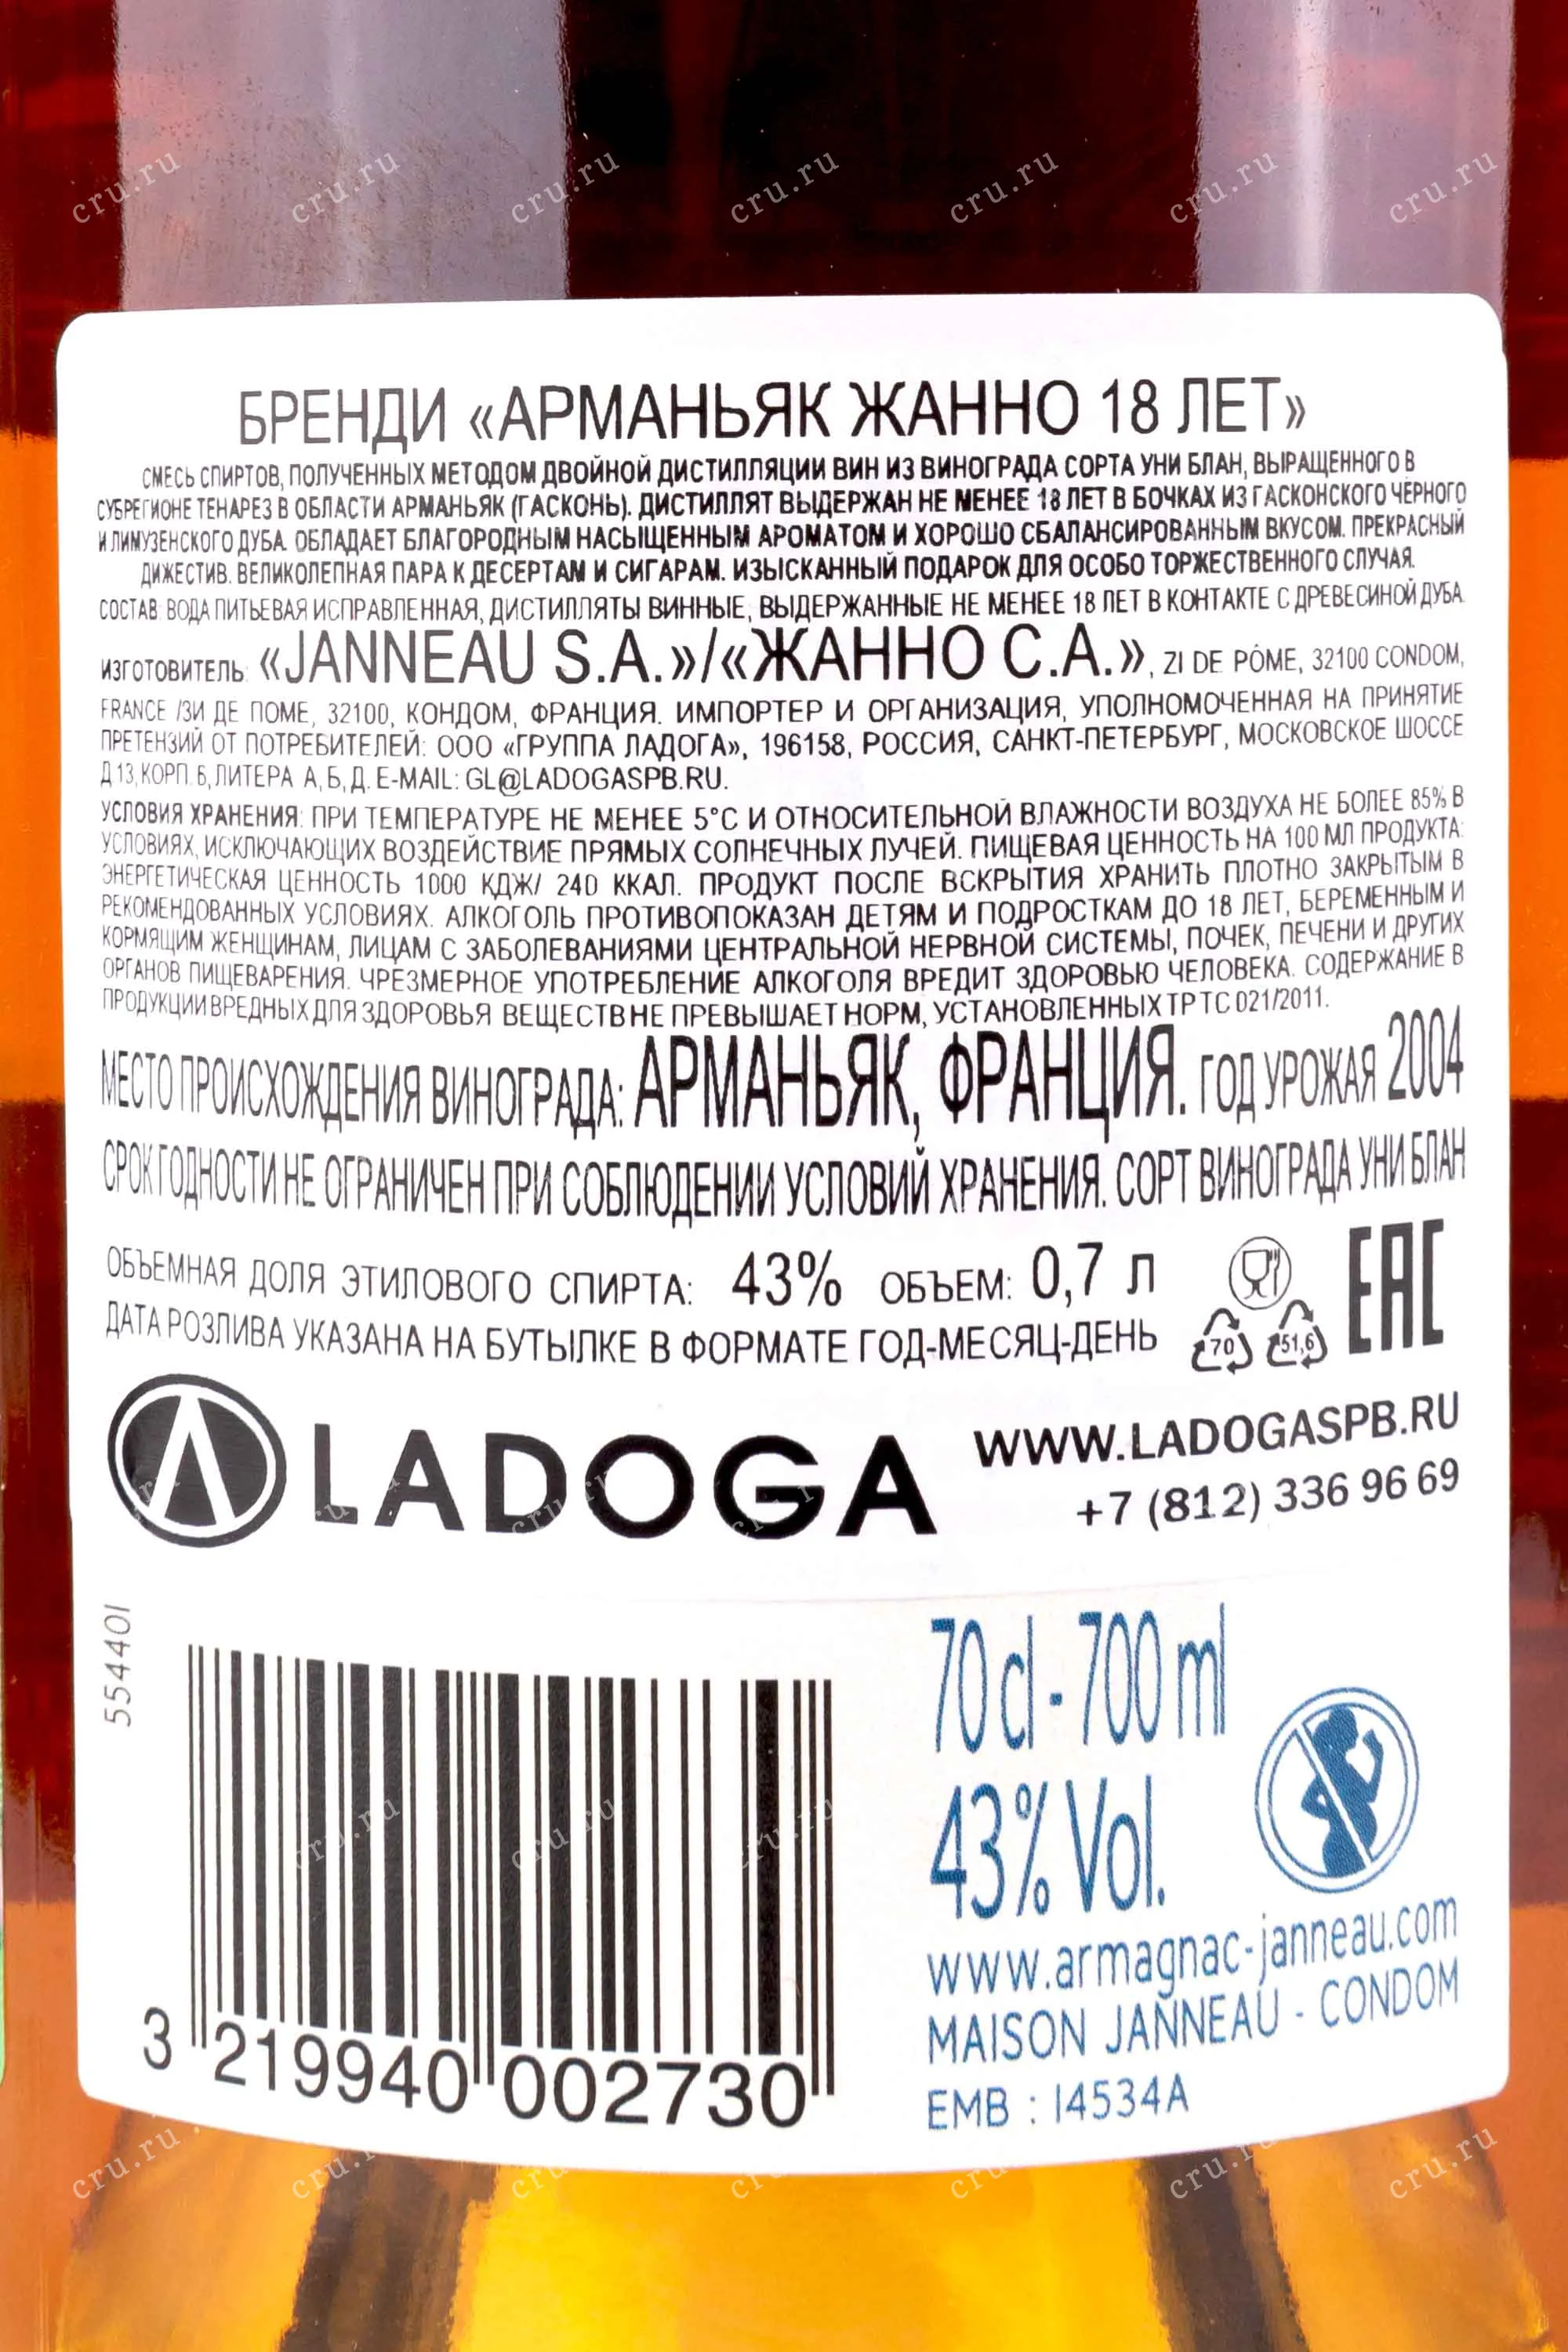 БРЕНДИ «АРМАНЬЯК ЖАННО 18 ЛЕТ»
СМЕСЬ СПИРТОВ, ПОЛУЧЕННЫХ МЕТОДОМ ДВОЙНОЙ ДИСТИЛЛЯЦИИ ВИН ИЗ ВИНОГРАДА СОРТА УНИ БЛАН, ВЫРАЩЕННОГО В
СУБРЕГИОНЕ ТЕНАРЕЗ В ОБЛАСТИ АРМАНЬЯК (ГАСКОНЬ). ДИСТИЛЛЯТ ВЫДЕРЖАН НЕ МЕНЕЕ 18 ЛЕТ В БОЧКАХ ИЗ ГАСКОНСКОГО ЧЕРНОГО
И ЛИМУЗЕНСКОГО ДУБА. ОБЛАДАЕТ БЛАГОРОДНЫМ НАСЫЩЕННЫМ АРОМАТОМ И ХОРОШО СБАЛАНСИРОВАННЫМ ВКУСОМ. ПРЕКРАСНЫЙ
ДИЖЕСТИВ. ВЕЛИКОЛЕПНАЯ ПАРА К ДЕСЕРТАМ И СИГАРАМ. ИЗЫСКАННЫЙ ПОДАРОК ДЛЯ ОСОБО ТОРЖЕСТВЕННОГО СЛУЧАЯ.
СОСТАВ: ВОДА ПИТЬЕВАЯ ИСПРАВЛЕННАЯ, ДИСТИЛЛЯТЫ ВИННЫЕ, ВЫДЕРЖАННЫЕ НЕ МЕНЕЕ 18 ЛЕТ В КОНТАКТЕ С ДРЕВЕСИНОЙ ДУБА.
ИЗГОТОВИТЕЛЬ: «JANNEAU S.A.»/«ЖАННО С.А.», ZI DE PÔME, 32100 CONDOM,
FRANCE /ЗИ ДЕ ПОМЕ, 32100, КОНДОМ, ФРАНЦИЯ. ИМПОРТЕР И ОРГАНИЗАЦИЯ, УПОЛНОМОЧЕННАЯ НА ПРИНЯТИЕ
ПРЕТЕНЗИЙ ОТ ПОТРЕБИТЕЛЕЙ: ООО «ГРУППА ЛАДОГА», 196158, РОССИЯ, САНКТ-ПЕТЕРБУРГ, МОСКОВСКОЕ ШОССЕ
Д 13, КОРП. Б, ЛИТЕРА А, Б, Д. E-MAIL: GL@LADOGASPB.RU.
УСЛОВИЯ ХРАНЕНИЯ: ПРИ ТЕМПЕРАТУРЕ НЕ МЕНЕЕ 5°С И ОТНОСИТЕЛЬНОЙ ВЛАЖНОСТИ ВОЗДУХА НЕ БОЛЕЕ 85% В
УСЛОВИЯХ, ИСКЛЮЧАЮЩИХ ВОЗДЕЙСТВИЕ ПРЯМЫХ СОЛНЕЧНЫХ ЛУЧЕЙ. ПИЩЕВАЯ ЦЕННОСТЬ НА 100 МЛ ПРОДУКТА:
ЭНЕРГЕТИЧЕСКАЯ ЦЕННОСТЬ 1000 КДЖ/ 240 ККАЛ. ПРОДУКТ ПОСЛЕ ВСКРЫТИЯ ХРАНИТЬ ПЛОТНО ЗАКРЫТЫМ В
РЕКОМЕНДОВАННЫХ УСЛОВИЯХ. АЛКОГОЛЬ ПРОТИВОПОКАЗАН ДЕТЯМ И ПОДРОСТКАМ ДО 18 ЛЕТ, БЕРЕМЕННЫМ И
КОРМЯЩИМ ЖЕНЩИНАМ, ЛИЦАМ С ЗАБОЛЕВАНИЯМИ ЦЕНТРАЛЬНОЙ НЕРВНОЙ СИСТЕМЫ, ПОЧЕК, ПЕЧЕНИ И ДРУГИХ
ОРГАНОВ ПИЩЕВАРЕНИЯ. ЧРЕЗМЕРНОЕ УПОТРЕБЛЕНИЕ АЛКОГОЛЯ ВРЕДИТ ЗДОРОВЬЮ ЧЕЛОВЕКА. СОДЕРЖАНИЕ В
ПРОДУКЦИИ ВРЕДНЫХ ДЛЯ ЗДОРОВЬЯ ВЕЩЕСТВ НЕ ПРЕВЫШАЕТ НОРМ, УСТАНОВЛЕННЫХ ТР ТС 021/2011.
МЕСТО ПРОИСХОЖДЕНИЯ ВИНОГРАДА: АРМАНЬЯК, ФРАНЦИЯ. ГОД УРОЖАЯ 2004
СРОК ГОДНОСТИ НЕ ОГРАНИЧЕН ПРИ СОБЛЮДЕНИИ УСЛОВИЙ ХРАНЕНИЯ. СОРТ ВИНОГРАДА УНИ БЛАН
ОБЪЕМНАЯ ДОЛЯ ЭТИЛОВОГО СПИРТА: 43% ОБЪЕМ: 0,7 Л
ДАТА РОЗЛИВА УКАЗАНА НА БУТЫЛКЕ В ФОРМАТЕ ГОД-МЕСЯЦ-ДЕНЬ
70 51,6 EAC
LADOGA
WWW.LADOGASPB.RU
+7 (812) 336 96 69
55440I
3 219940 002730
70 cl - 700 ml
43% Vol.
www.armagnac-janneau.com
MAISON JANNEAU - CONDOM
EMB : 14534A
cru.ru